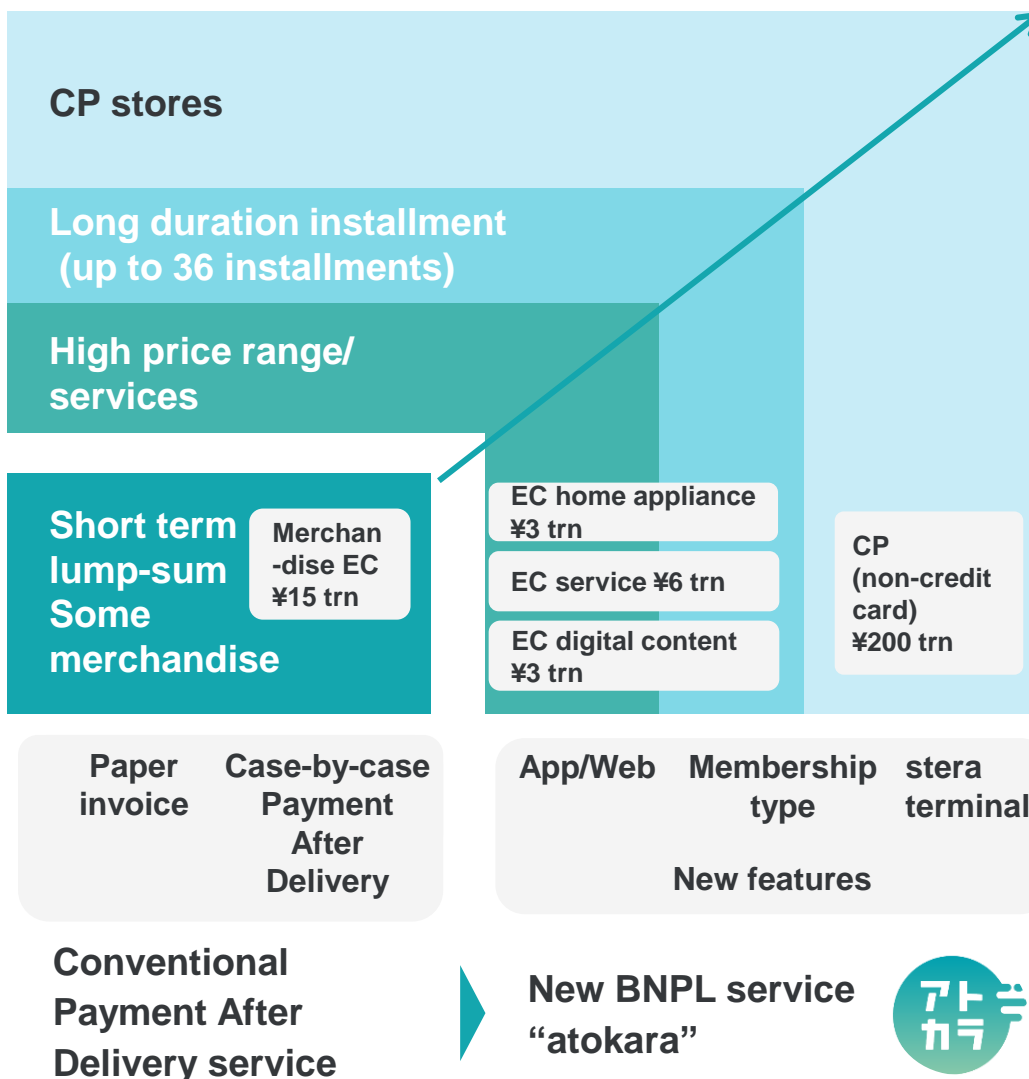 CP stores
Long duration installment
(up to 36 installments)
High price range/
services
Short term
lump-sum
Some
merchandise
Merchan
-dise EC
¥15 trn
EC home appliance
¥3 trn
EC service ¥6 trn
EC digital content
¥3 trn
CP
(non-credit
card)
¥200 trn
Paper
invoice
Case-by-case
Payment
After
Delivery
App/Web
Membership
type
stera
terminal
New features
Conventional
Payment After
Delivery service
New BNPL service
“atokara”
アト
カラ